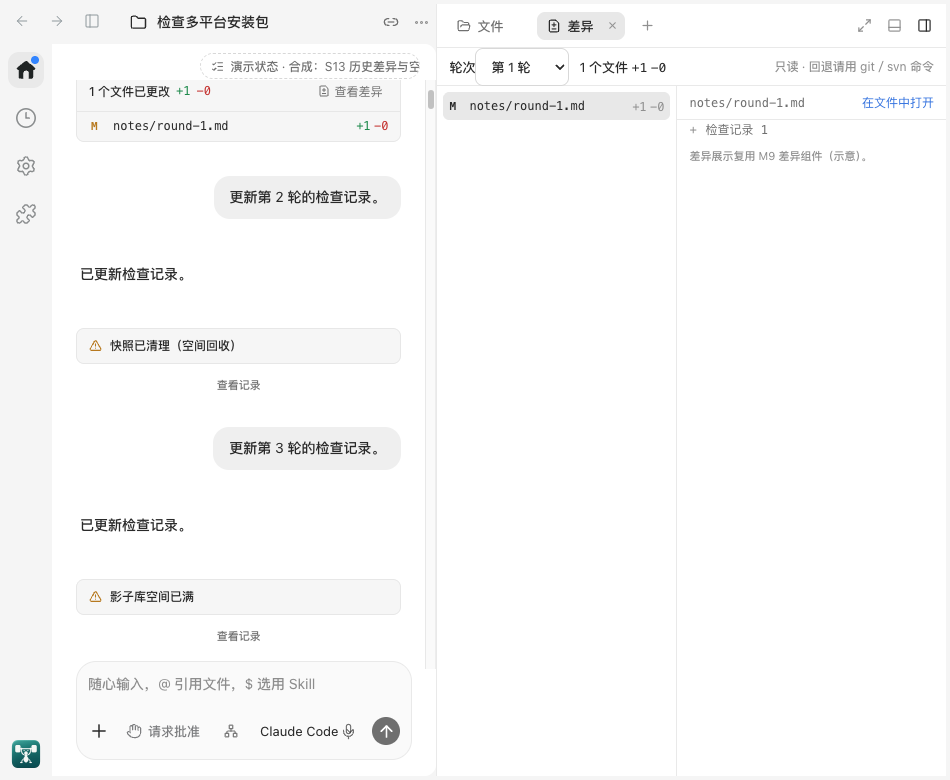 检查多平台安装包
演示状态 · 合成：S13 历史差异与空
1 个文件已更改 +1 −0 查看差异
M notes/round-1.md +1 −0
更新第 2 轮的检查记录。
已更新检查记录。
快照已清理（空间回收）
查看记录
更新第 3 轮的检查记录。
已更新检查记录。
影子库空间已满
查看记录
随心输入，@ 引用文件，$ 选用 Skill
请求批准 Claude Code
文件 差异
轮次 第 1 轮 1 个文件 +1 −0 只读 · 回退请用 git / svn 命令
M notes/round-1.md +1 −0
notes/round-1.md 在文件中打开
+ 检查记录 1
差异展示复用 M9 差异组件（示意）。